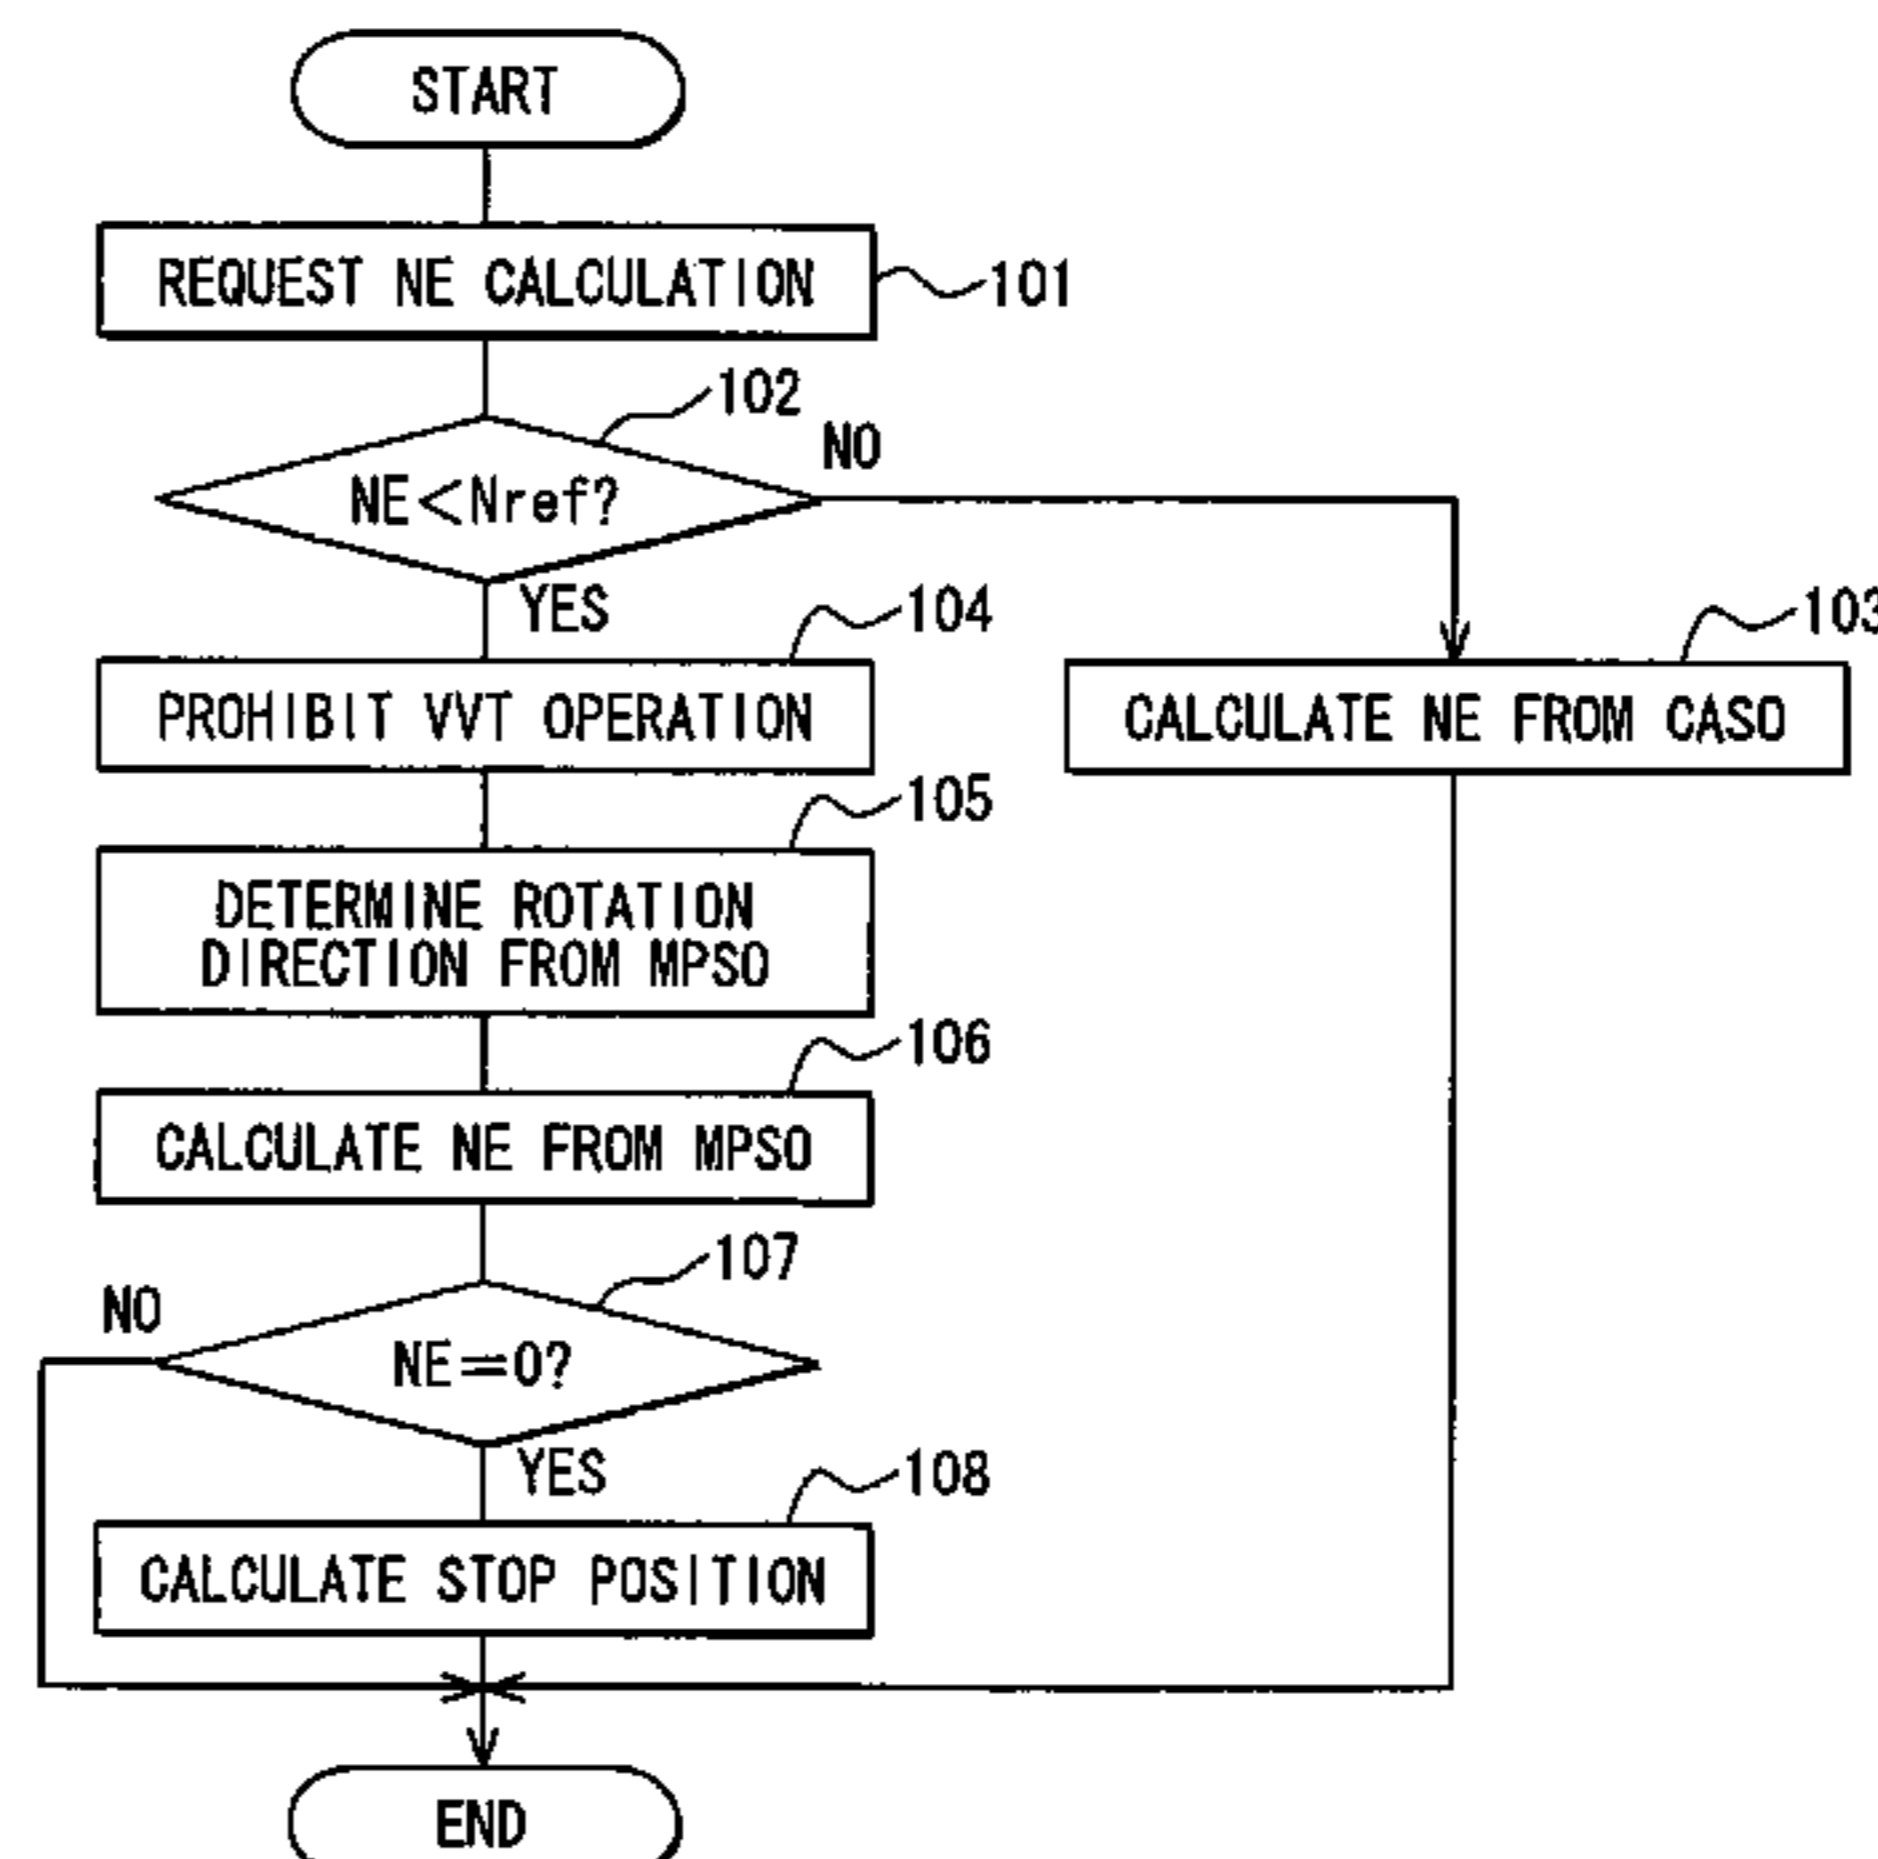 START
REQUEST NE CALCULATION
101
102
NE<Nref?
NO
YES
104
103
PROHIBIT VVT OPERATION
CALCULATE NE FROM CASO
105
DETERMINE ROTATION
DIRECTION FROM MPSO
106
CALCULATE NE FROM MPSO
107
NO
NE=0?
YES
108
CALCULATE STOP POSITION
END